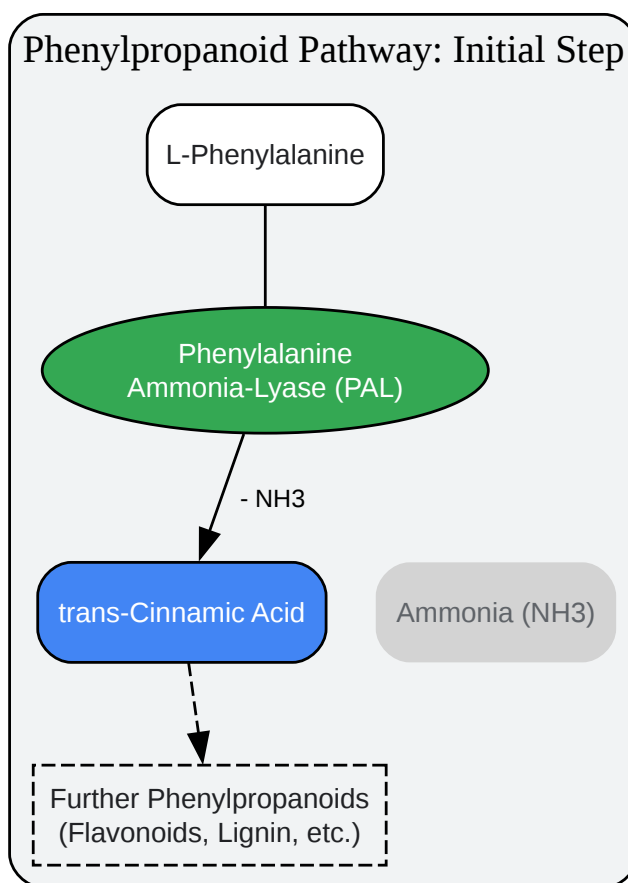 Phenylpropanoid Pathway: Initial Step
L-Phenylalanine
Phenylalanine
Ammonia-Lyase (PAL)
- NH3
trans-Cinnamic Acid
Ammonia (NH3)
Further Phenylpropanoids
(Flavonoids, Lignin, etc.)